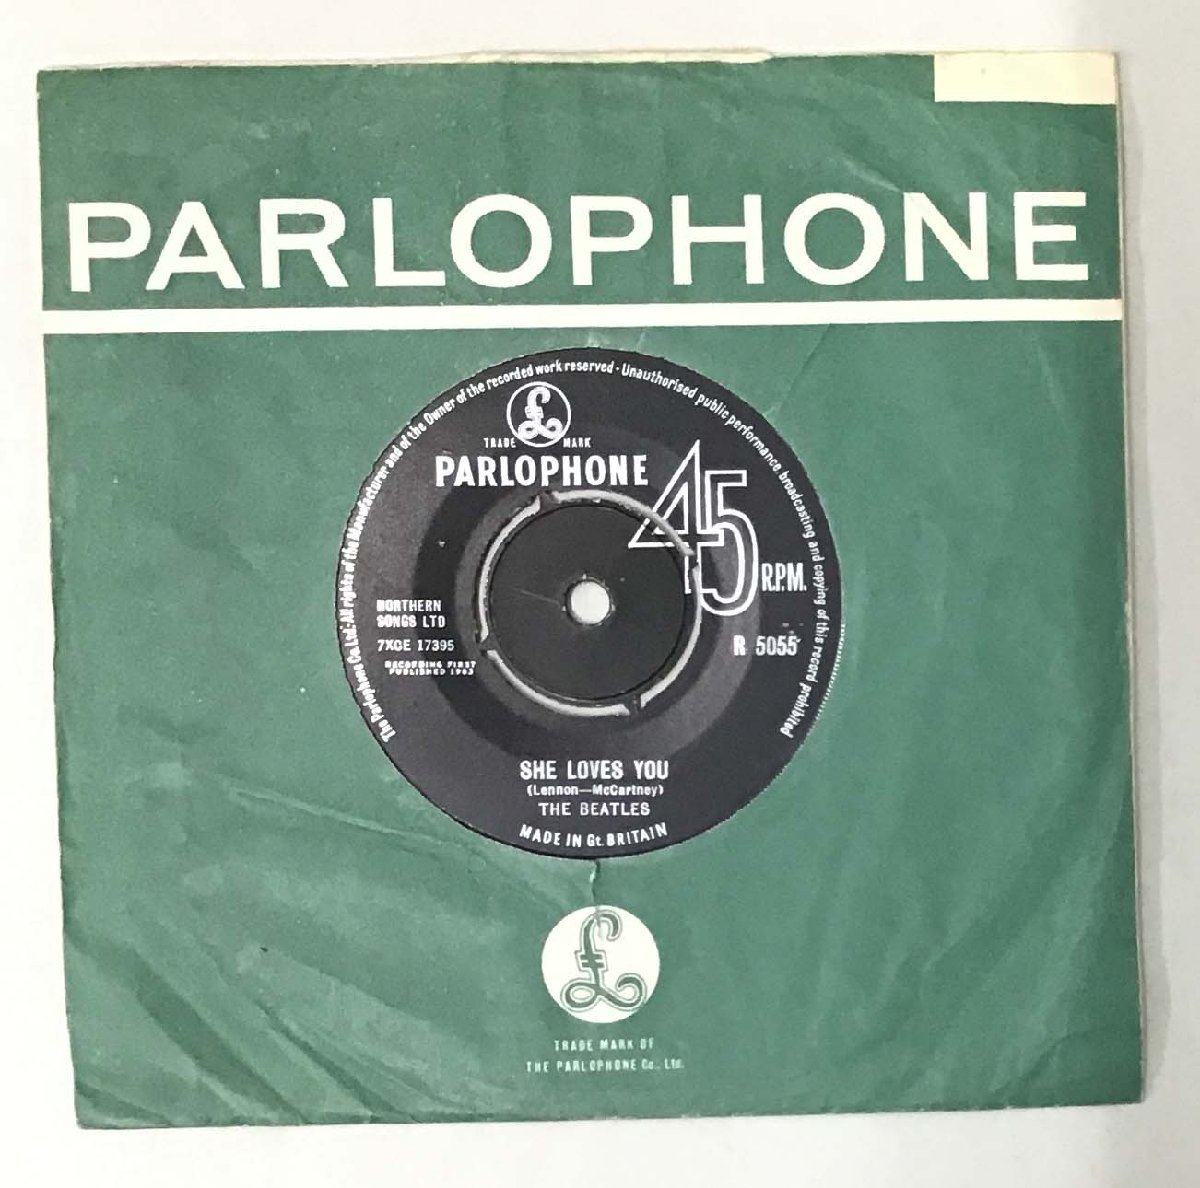 PARLOPHONE
The Parlophone Co. Ltd. All rights of the Manufacturer and of the Owner of the recorded work reserved · Unauthorised public performance, broadcasting and copying of this record prohibited
£
TRADE MARK
PARLOPHONE
45
R.P.M.
NORTHERN
SONGS LTD
7XCE 17395
RECORDING FIRST
PUBLISHED 1963
R 5055
SHE LOVES YOU
(Lennon—McCartney)
THE BEATLES
MADE IN Gt. BRITAIN
£
TRADE MARK OF
THE PARLOPHONE Co., Ltd.